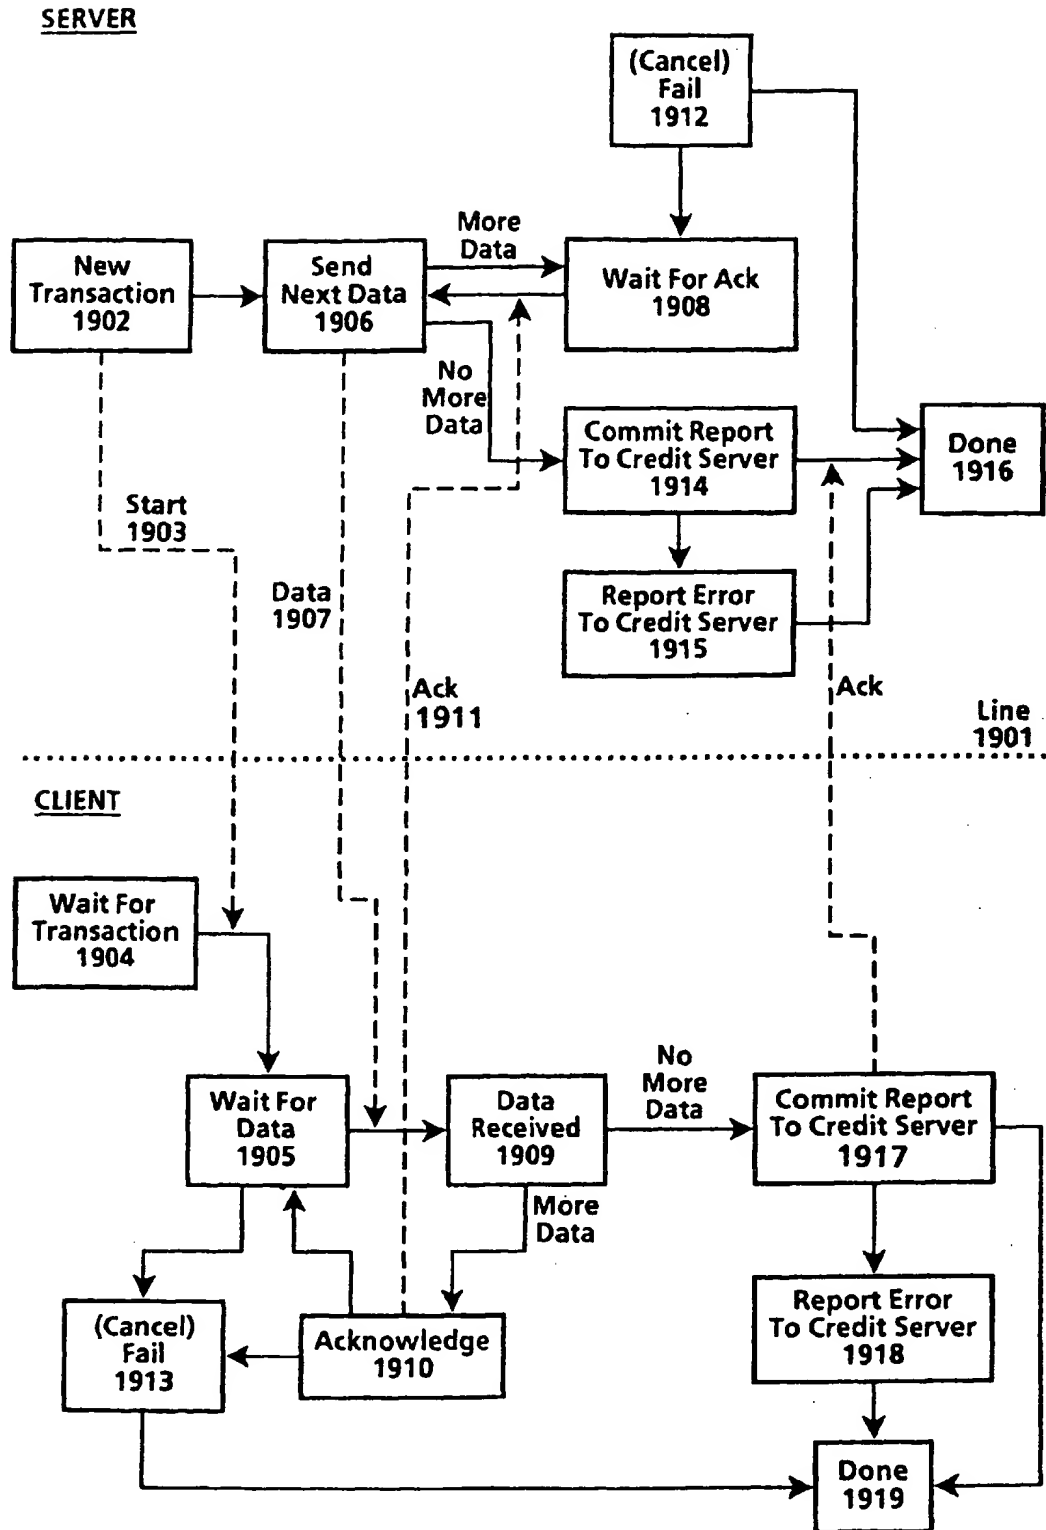 SERVER
(Cancel)
Fail
1912
More
Data
New
Transaction
1902
Send
Next Data
1906
Wait For Ack
1908
No
More
Data
Commit Report
To Credit Server
1914
Done
1916
Start
1903
Data
1907
Report Error
To Credit Server
1915
Ack
1911
Ack
Line
1901
CLIENT
Wait For
Transaction
1904
Wait For
Data
1905
Data
Received
1909
No
More
Data
Commit Report
To Credit Server
1917
More
Data
(Cancel)
Fail
1913
Acknowledge
1910
Report Error
To Credit Server
1918
Done
1919